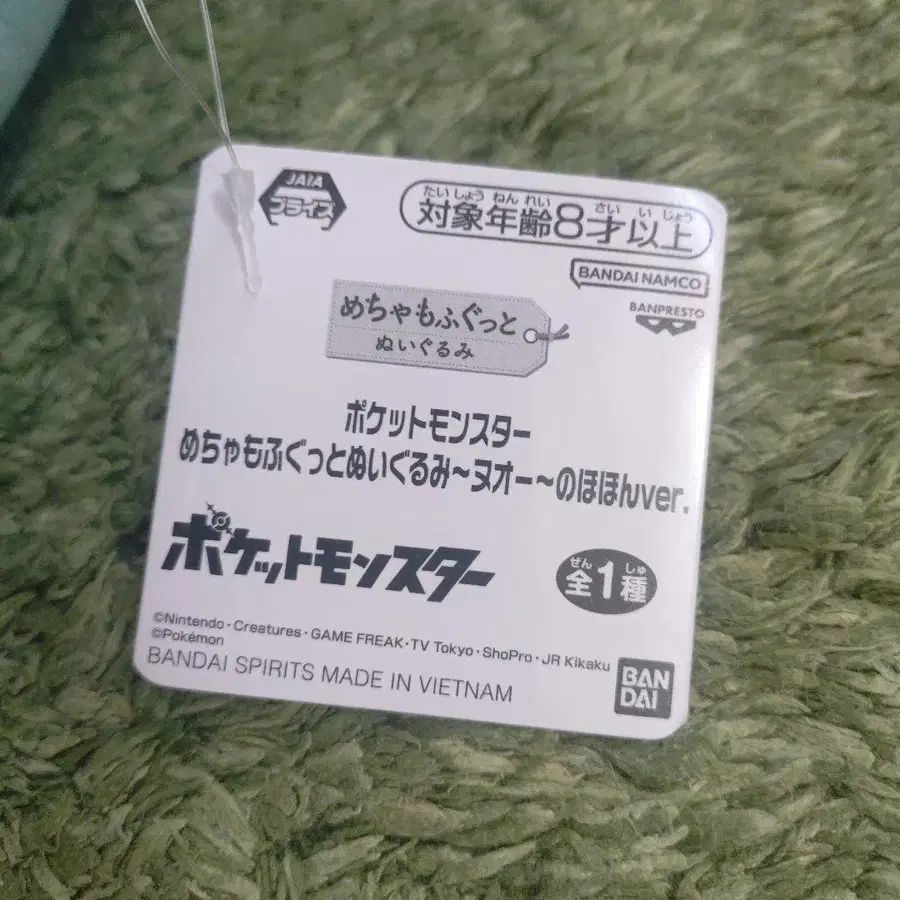 JAIA
プライズ
たいしょうねんれい さい いじょう
対象年齢8才以上
BANDAI NAMCO
BANPRESTO
めちゃもふぐっと
ぬいぐるみ
ポケットモンスター
めちゃもふぐっとぬいぐるみ~ヌオー~のほほんver.
ポケットモンスター
ぜん しゅ
全1種
©Nintendo・Creatures・GAME FREAK・TV Tokyo・ShoPro・JR Kikaku
©Pokémon
BANDAI SPIRITS MADE IN VIETNAM
BAN
DAI